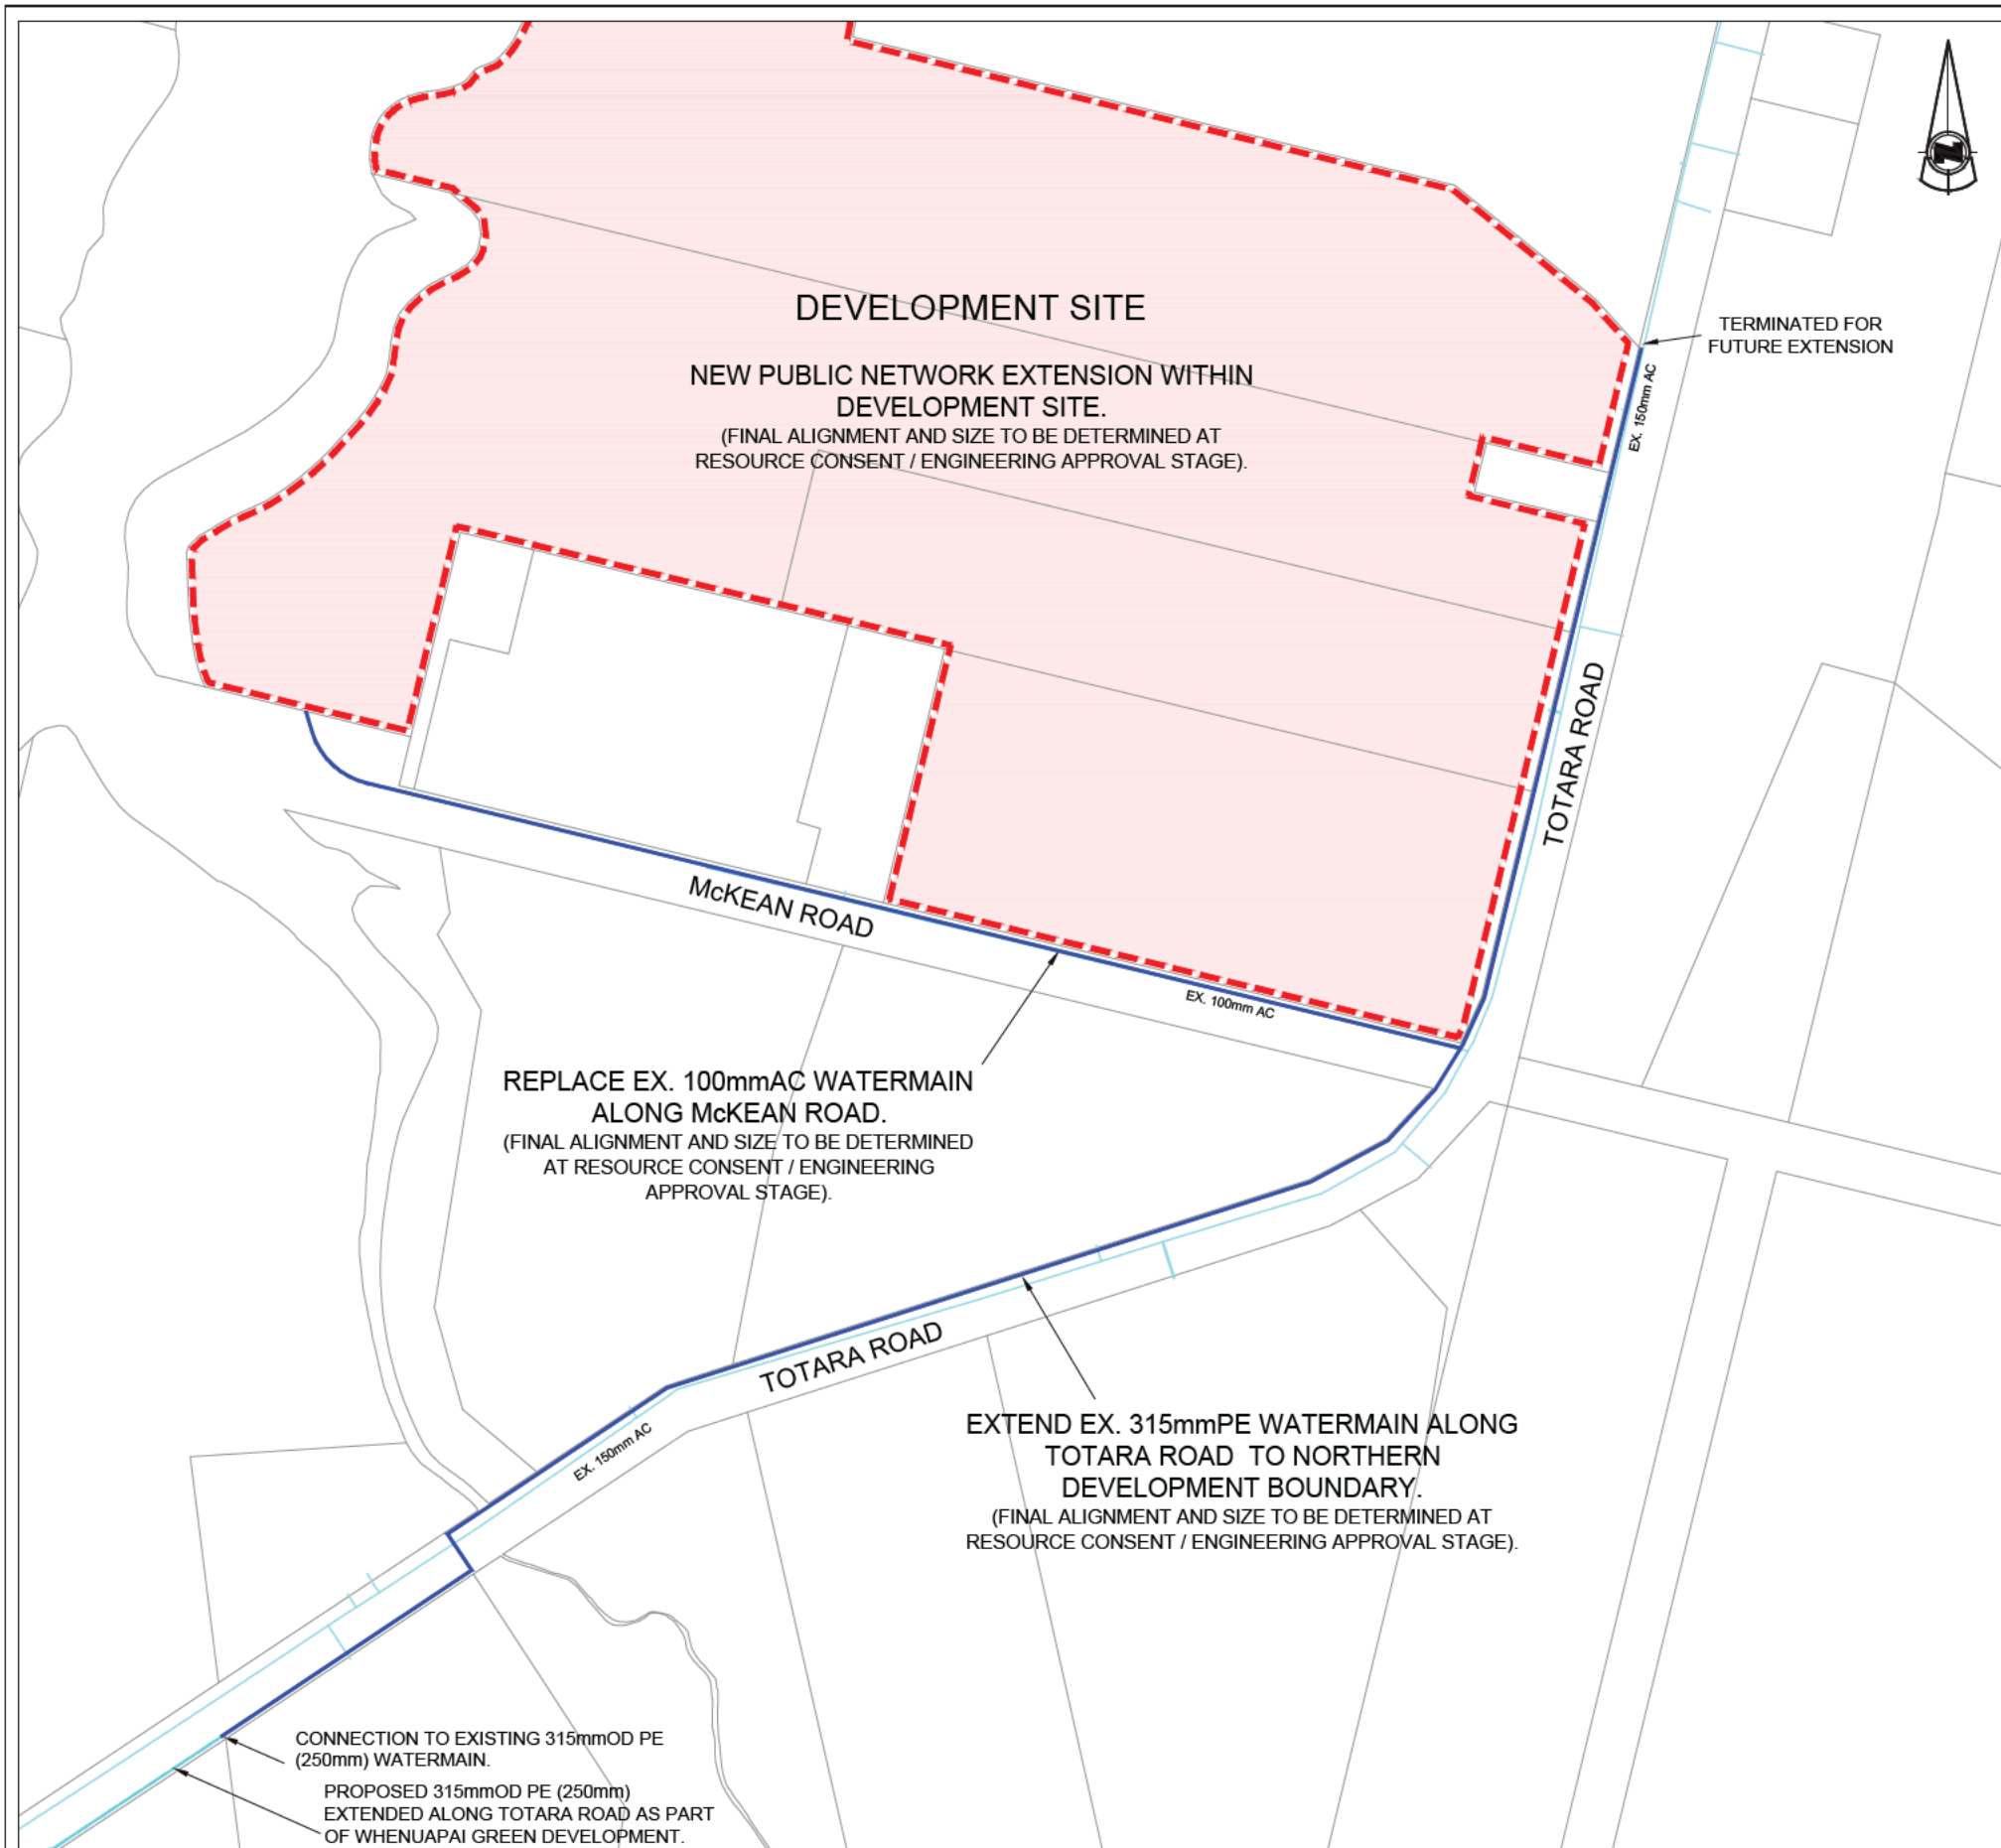 DEVELOPMENT SITE
NEW PUBLIC NETWORK EXTENSION WITHIN
DEVELOPMENT SITE.
(FINAL ALIGNMENT AND SIZE TO BE DETERMINED AT
RESOURCE CONSENT / ENGINEERING APPROVAL STAGE).
N
TERMINATED FOR
FUTURE EXTENSION
EX. 150mm AC
TOTARA ROAD
McKEAN ROAD
EX. 100mm AC
REPLACE EX. 100mmAC WATERMAIN
ALONG McKEAN ROAD.
(FINAL ALIGNMENT AND SIZE TO BE DETERMINED
AT RESOURCE CONSENT / ENGINEERING
APPROVAL STAGE).
TOTARA ROAD
EX. 150mm AC
EXTEND EX. 315mmPE WATERMAIN ALONG
TOTARA ROAD TO NORTHERN
DEVELOPMENT BOUNDARY.
(FINAL ALIGNMENT AND SIZE TO BE DETERMINED AT
RESOURCE CONSENT / ENGINEERING APPROVAL STAGE).
CONNECTION TO EXISTING 315mmOD PE
(250mm) WATERMAIN.
PROPOSED 315mmOD PE (250mm)
EXTENDED ALONG TOTARA ROAD AS PART
OF WHENUAPAI GREEN DEVELOPMENT.